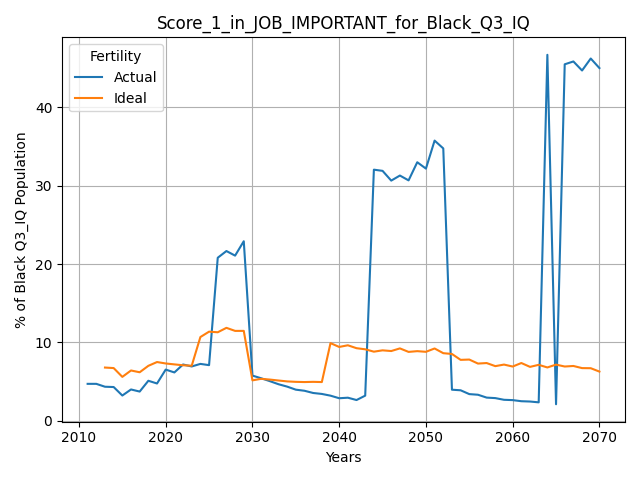 Score_1_in_JOB_IMPORTANT_for_Black_Q3_IQ
Fertility
Actual
Ideal
% of Black Q3_IQ Population
40
30
20
10
0
2010 2020 2030 2040 2050 2060 2070
Years